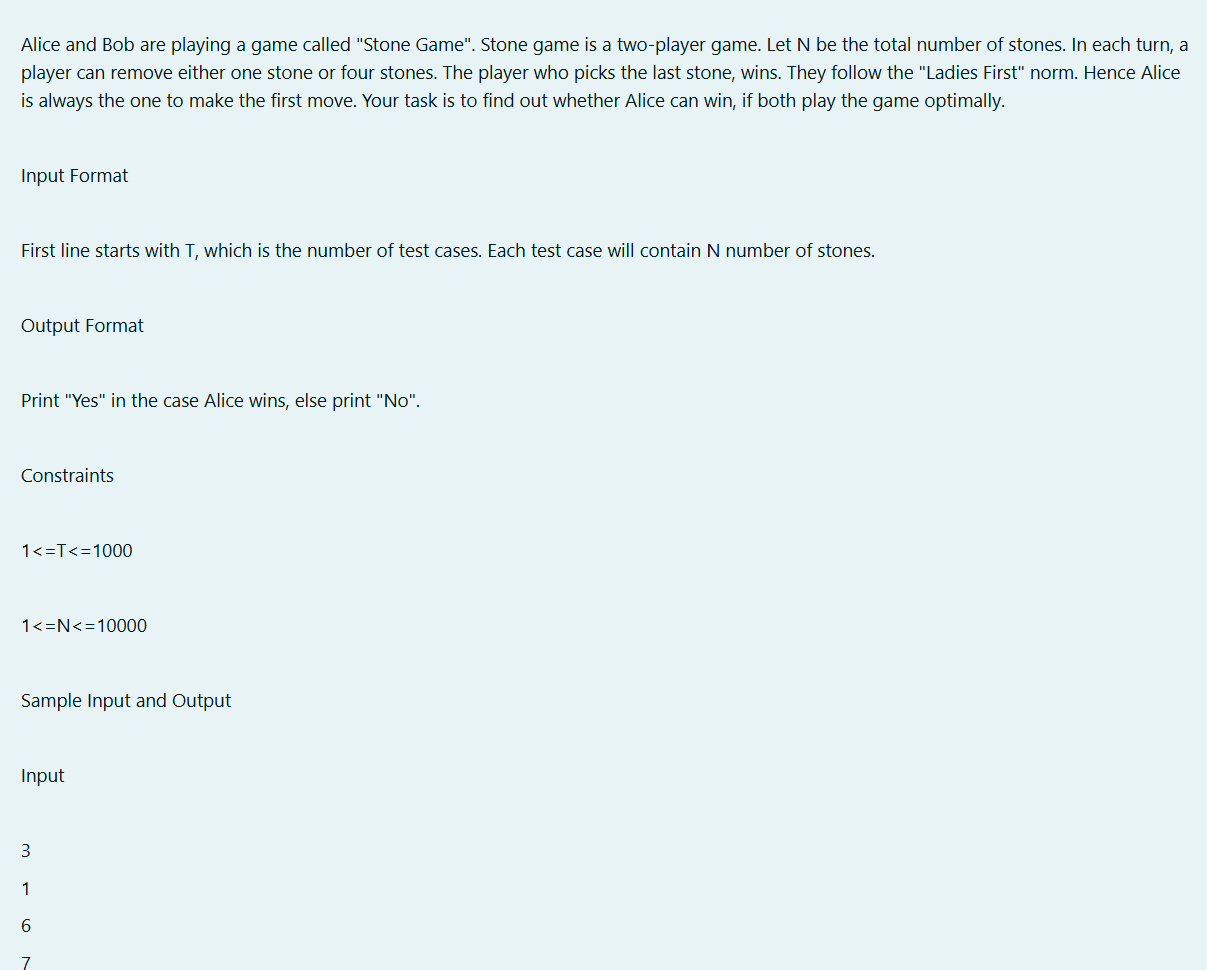 Alice and Bob are playing a game called "Stone Game". Stone game is a two-player game. Let N be the total number of stones. In each turn, a
player can remove either one stone or four stones. The player who picks the last stone, wins. They follow the "Ladies First" norm. Hence Alice
is always the one to make the first move. Your task is to find out whether Alice can win, if both play the game optimally.
Input Format
First line starts with T, which is the number of test cases. Each test case will contain N number of stones.
Output Format
Print "Yes" in the case Alice wins, else print "No".
Constraints
1<=T<=1000
1<=N<=10000
Sample Input and Output
Input
3
1
6
7